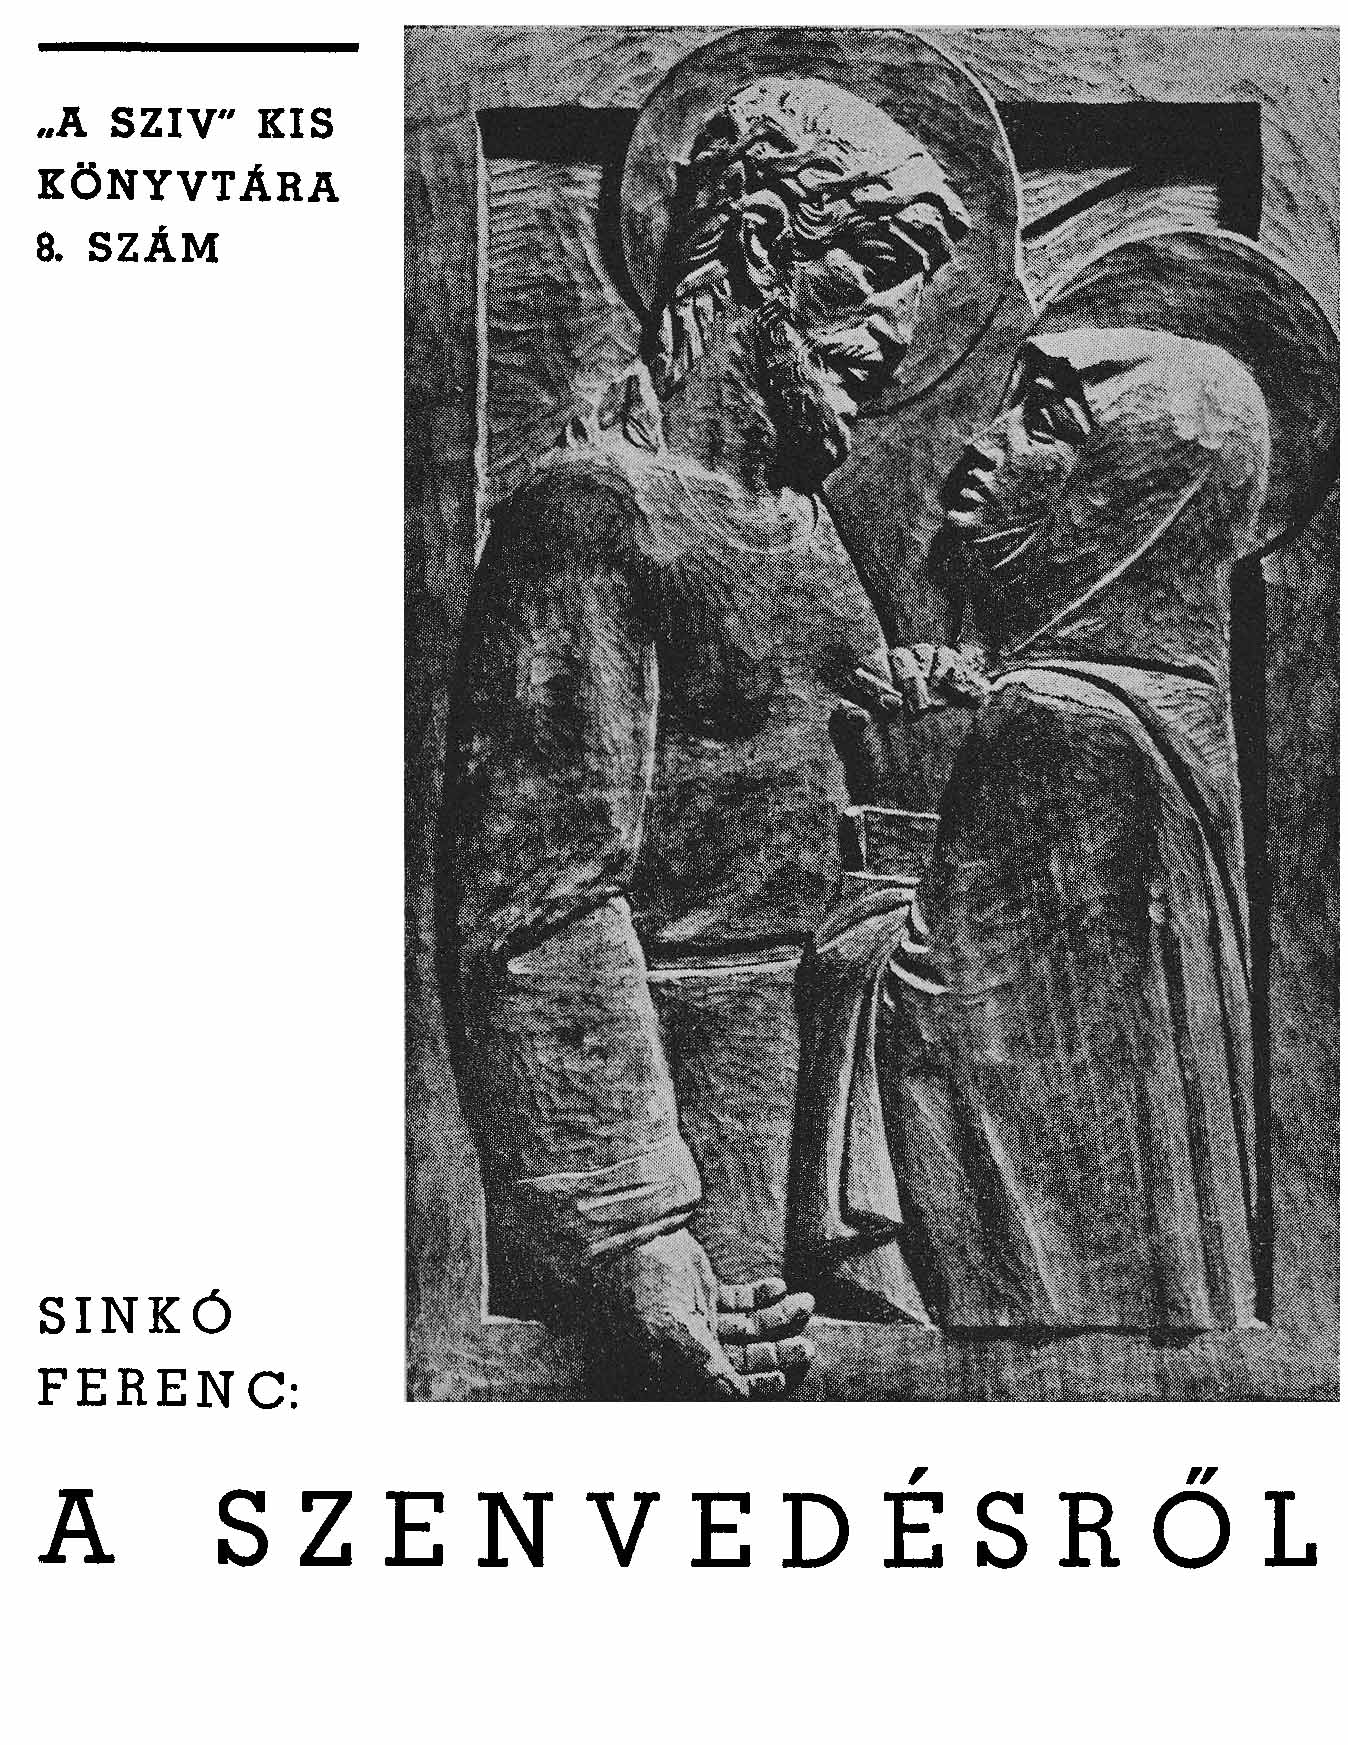 „A SZIV" KIS
KÖNYVTÁRA
8. SZÁM
SINKÓ
FERENC:
A SZENVEDÉSRŐL